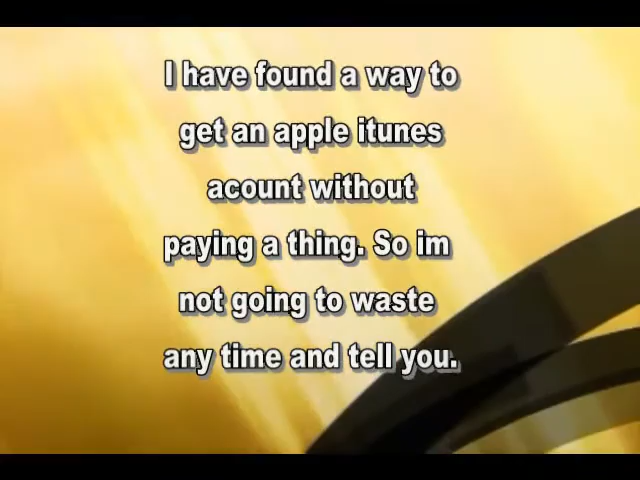 I have found a way to
get an apple itunes
acount without
paying a thing. So im
not going to waste
any time and tell you.